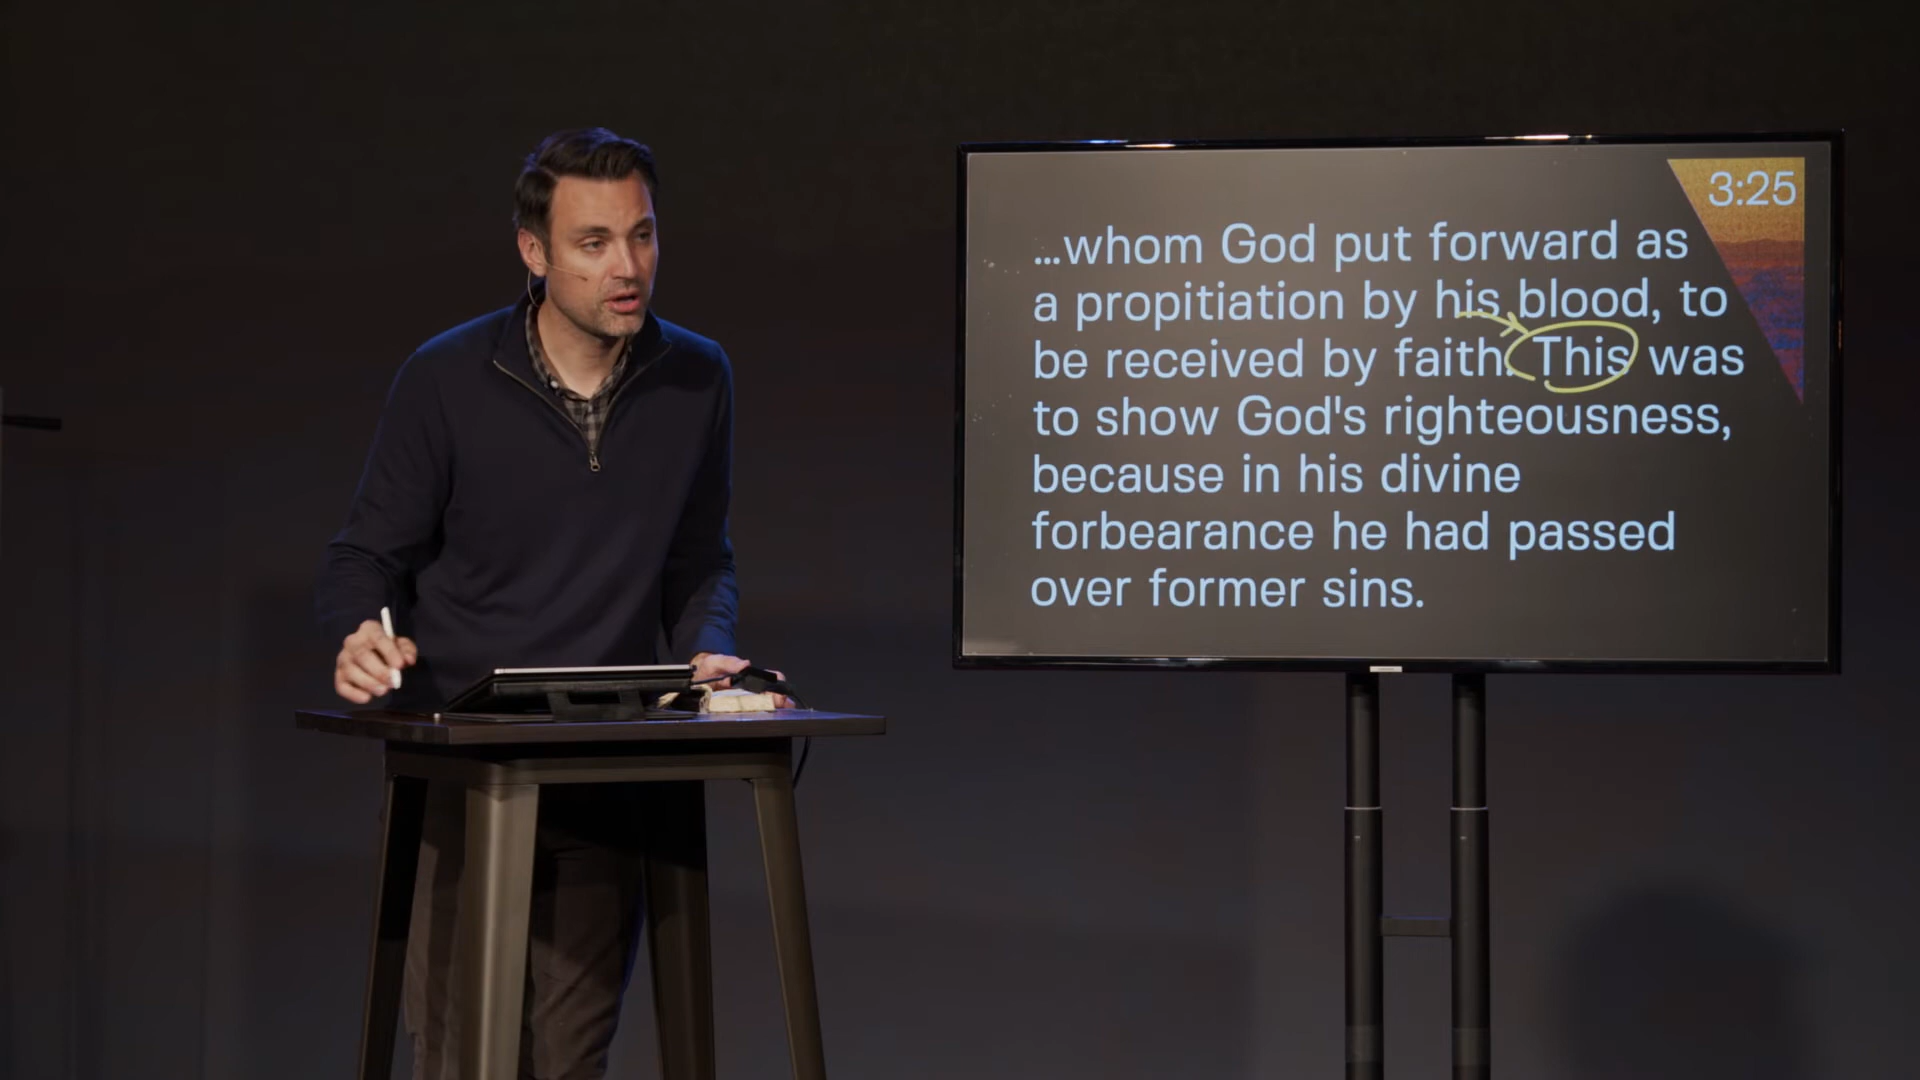 3:25
...whom God put forward as
a propitiation by his blood, to
be received by faith. This was
to show God's righteousness,
because in his divine
forbearance he had passed
over former sins.